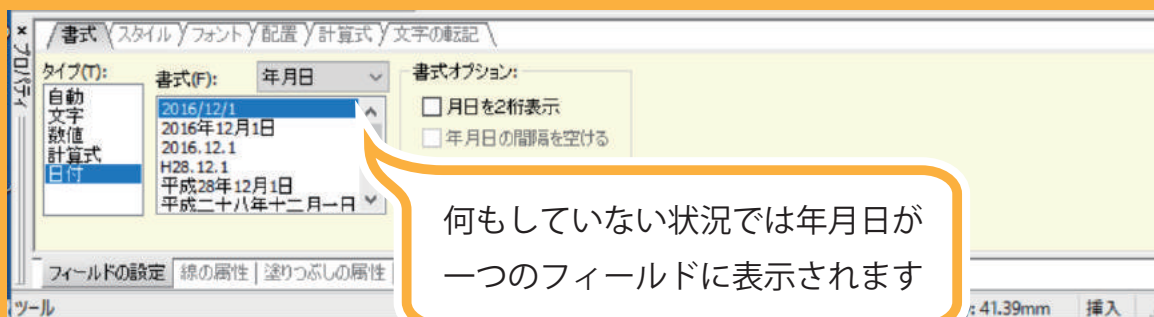 × プロパティ
書式 スタイル フォント 配置 計算式 文字の転記
タイプ(T):
自動
文字
数値
計算式
日付
書式(F): 年月日
2016/12/1
2016年12月1日
2016.12.1
H28.12.1
平成28年12月1日
平成二十八年十二月一日
書式オプション:
月日を2桁表示
年月日の間隔を空ける
何もしていない状況では年月日が
一つのフィールドに表示されます
フィールドの設定 線の属性 塗りつぶしの属性
ツール
: 41.39mm 挿入